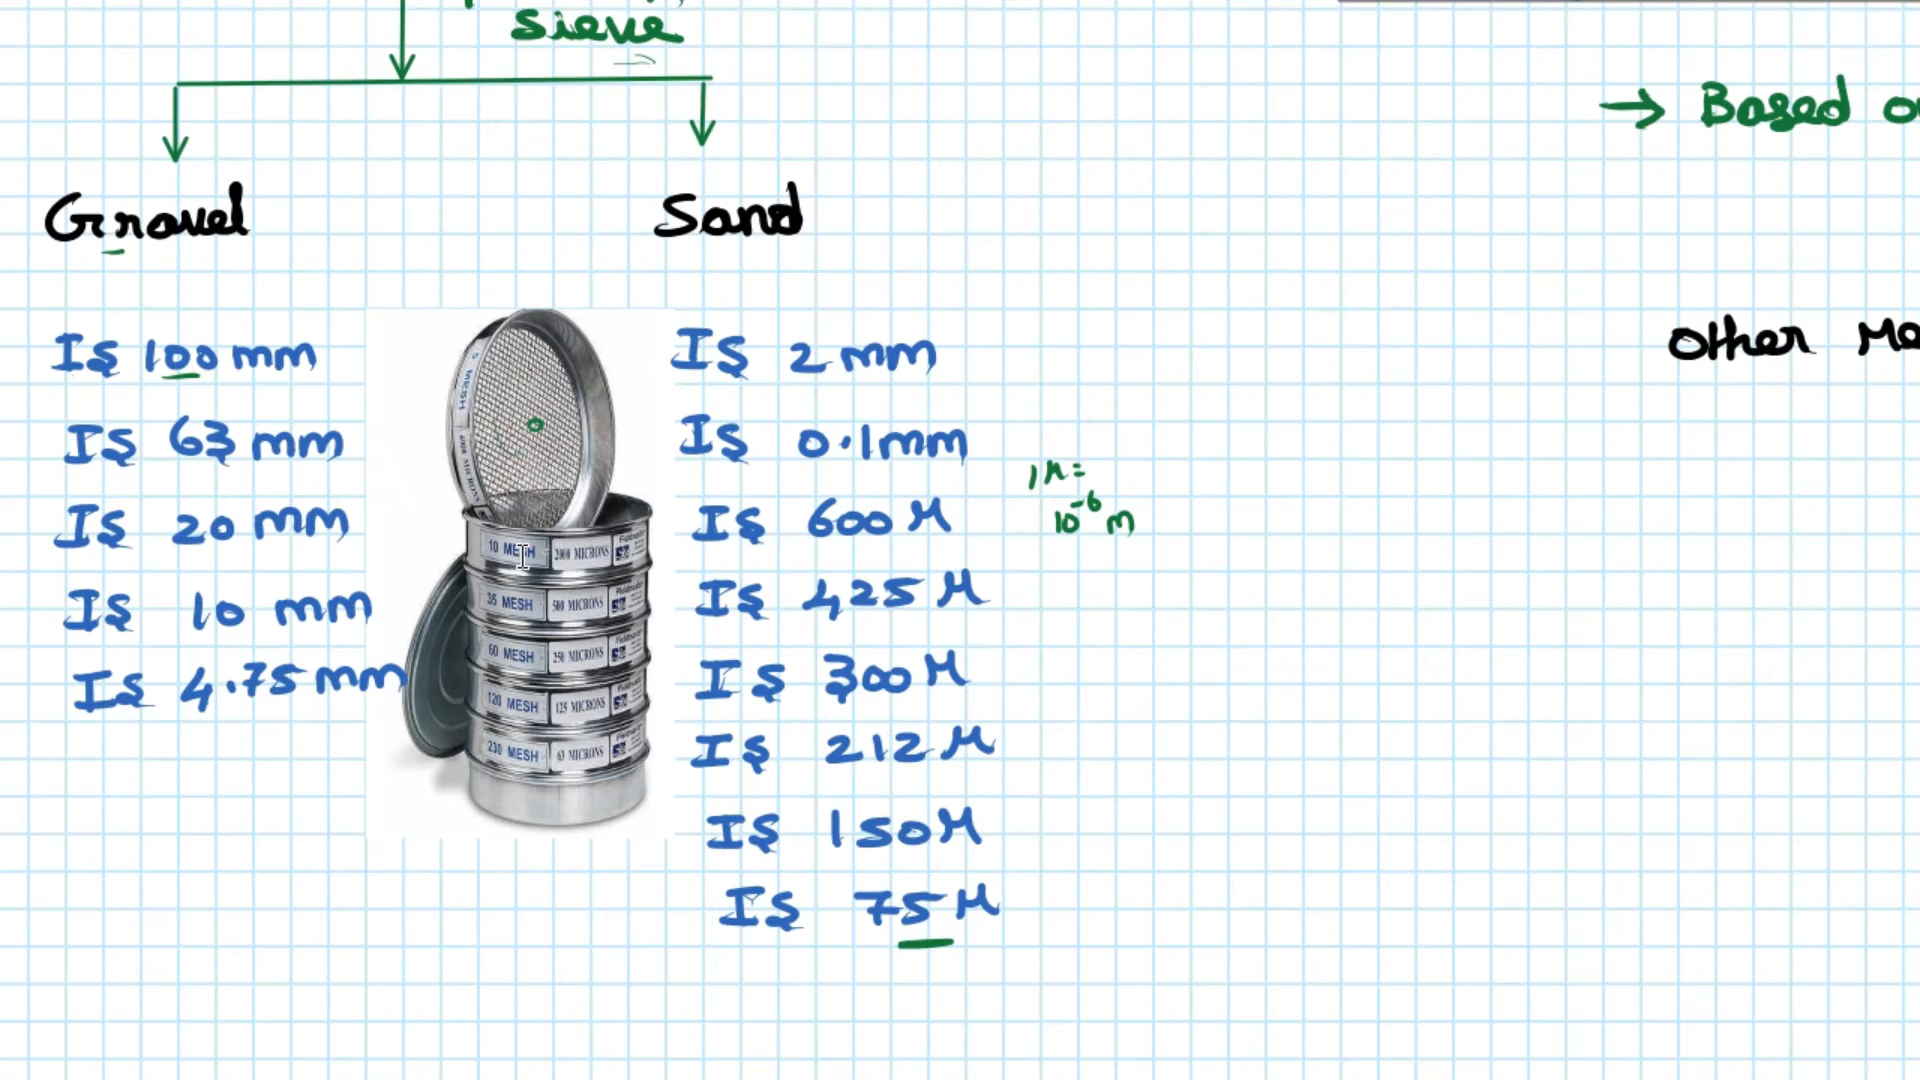 sieve
→ Based
Gravel
Sand
IS 100 mm
IS 63 mm
IS 20 mm
IS 10 mm
IS 4.75 mm
MESH
10 MESH 2000 MICRONS
35 MESH 500 MICRONS
60 MESH 250 MICRONS
120 MESH 125 MICRONS
230 MESH 63 MICRONS
IS 2 mm
IS 0.1mm
IS 600 μ
IS 425 μ
IS 300 μ
IS 212 μ
IS 150 μ
IS 75 μ
1 μ =
10⁻⁶ m
Other